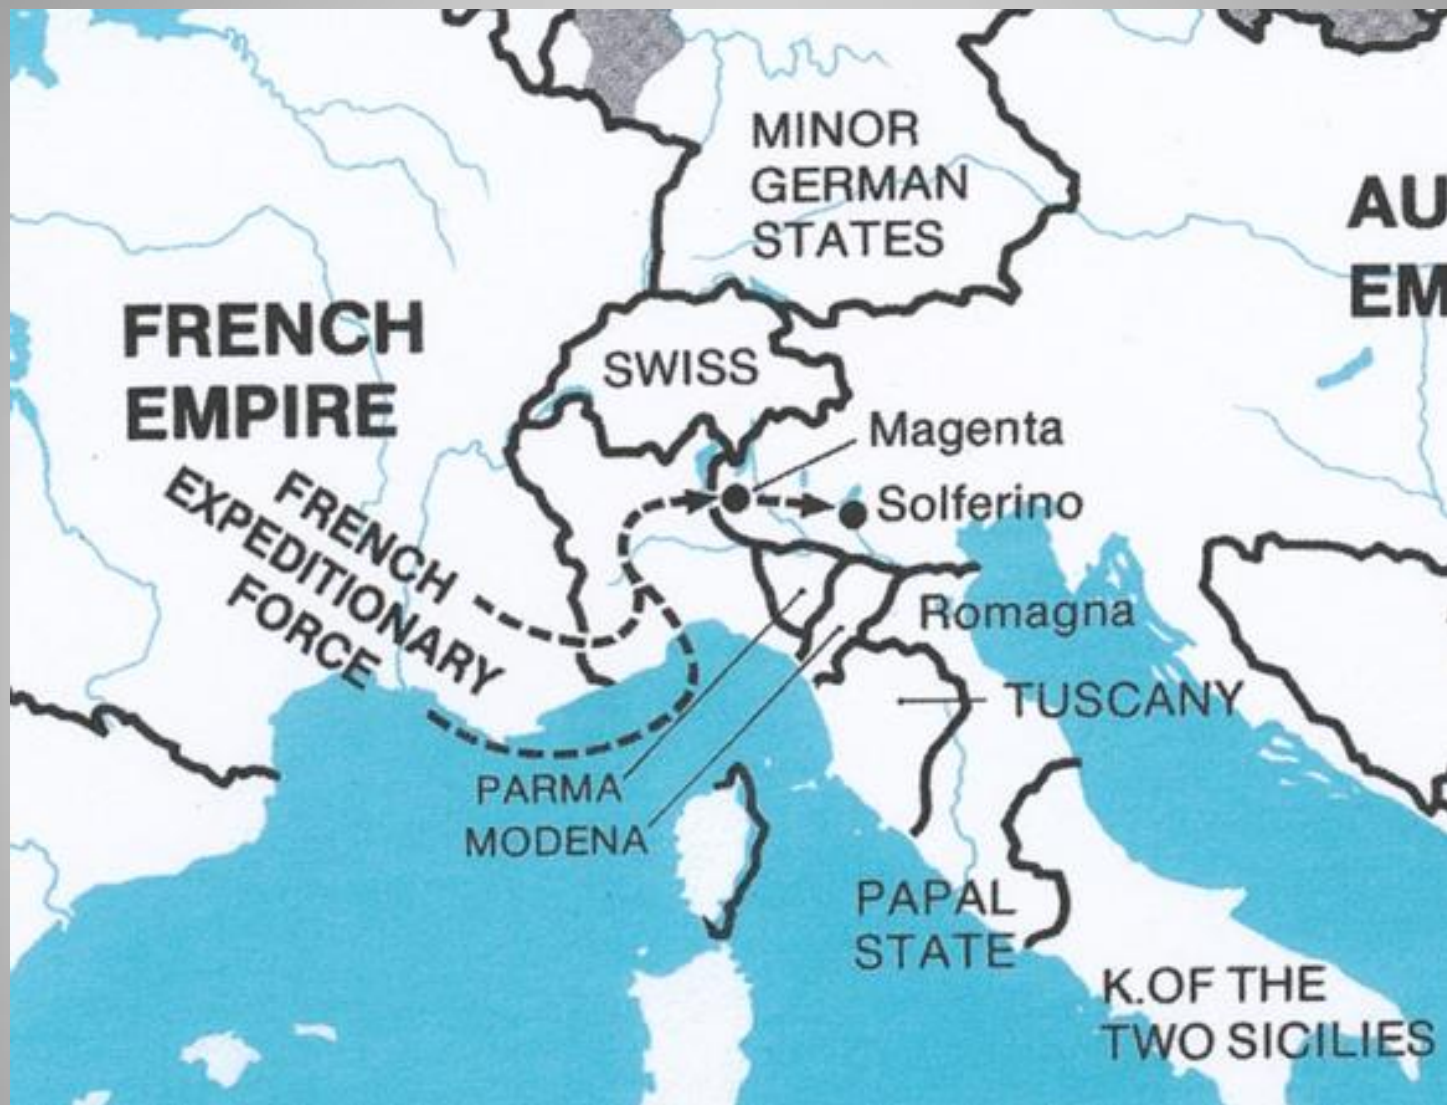 MINOR
GERMAN
STATES
AU
EM
FRENCH
EMPIRE
SWISS
Magenta
Solferino
FRENCH
EXPEDITIONARY
FORCE
Romagna
TUSCANY
PARMA
MODENA
PAPAL
STATE
K.OF THE
TWO SICILIES